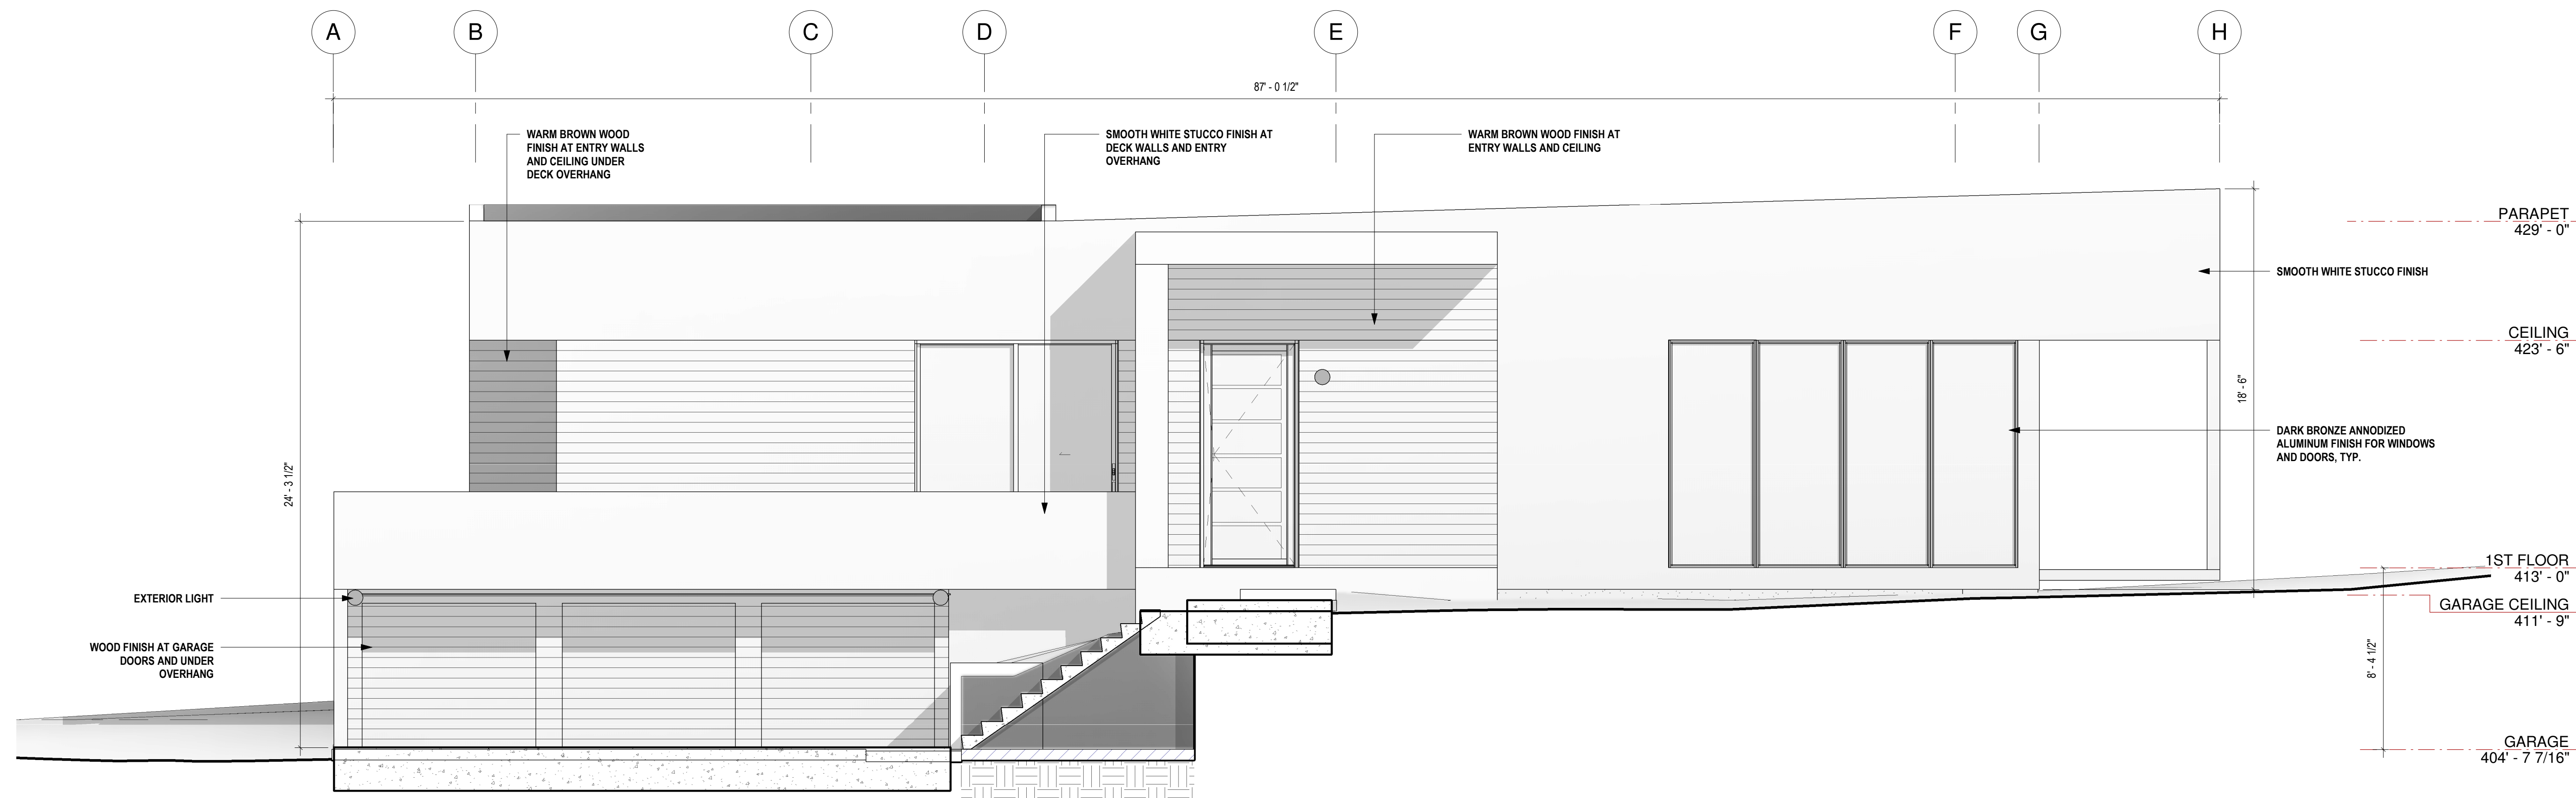 A
B
C
D
E
F
G
H
87' - 0 1/2"
WARM BROWN WOOD
FINISH AT ENTRY WALLS
AND CEILING UNDER
DECK OVERHANG
SMOOTH WHITE STUCCO FINISH AT
DECK WALLS AND ENTRY
OVERHANG
WARM BROWN WOOD FINISH AT
ENTRY WALLS AND CEILING
PARAPET
429' - 0"
SMOOTH WHITE STUCCO FINISH
CEILING
423' - 6"
18' - 6"
DARK BRONZE ANNODIZED
ALUMINUM FINISH FOR WINDOWS
AND DOORS, TYP.
24' - 3 1/2"
1ST FLOOR
413' - 0"
EXTERIOR LIGHT
GARAGE CEILING
411' - 9"
WOOD FINISH AT GARAGE
DOORS AND UNDER
OVERHANG
8' - 4 1/2"
GARAGE
404' - 7 7/16"